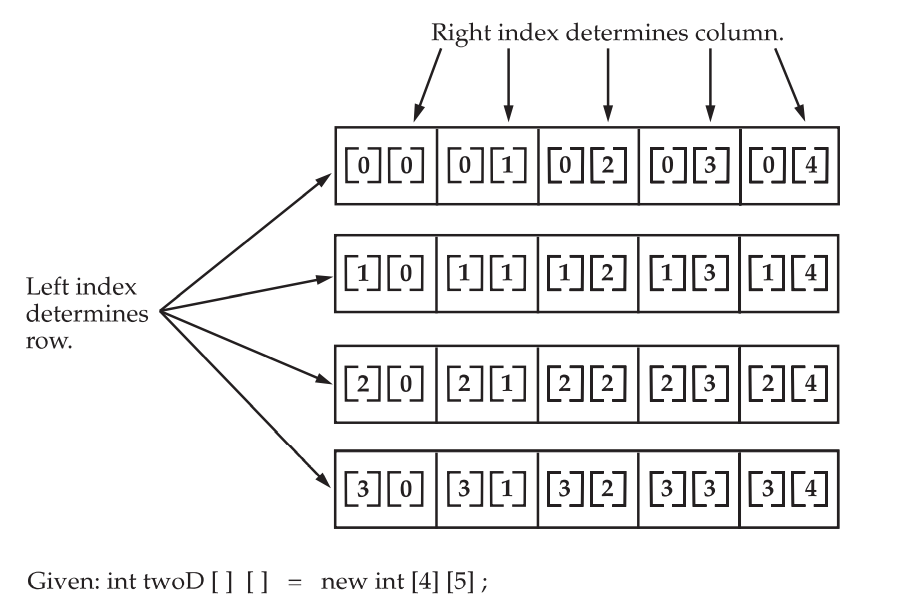 Right index determines column.
[0][0] [0][1] [0][2] [0][3] [0][4]
[1][0] [1][1] [1][2] [1][3] [1][4]
Left index
determines
row.
[2][0] [2][1] [2][2] [2][3] [2][4]
[3][0] [3][1] [3][2] [3][3] [3][4]
Given: int twoD [ ] [ ] = new int [4] [5] ;